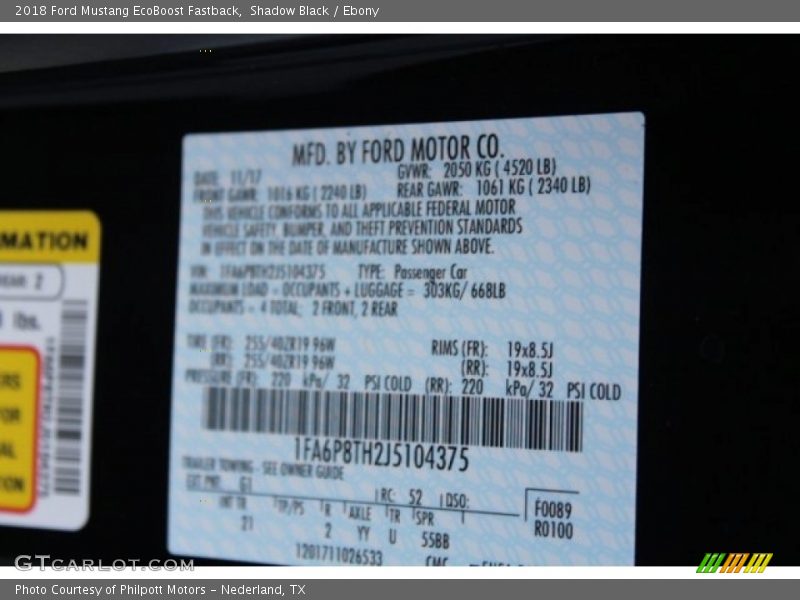 2018 Ford Mustang EcoBoost Fastback, Shadow Black / Ebony
MFD. BY FORD MOTOR CO.
DATE: 11/17 GVWR: 2050 KG ( 4520 LB)
FRONT GAWR: 1016 KG ( 2240 LB) REAR GAWR: 1061 KG ( 2340 LB)
THIS VEHICLE CONFORMS TO ALL APPLICABLE FEDERAL MOTOR
VEHICLE SAFETY, BUMPER, AND THEFT PREVENTION STANDARDS
IN EFFECT ON THE DATE OF MANUFACTURE SHOWN ABOVE.
VIN: 1FA6P8TH2J5104375 TYPE: Passenger Car
MAXIMUM LOAD = OCCUPANTS + LUGGAGE = 303KG/ 668LB
OCCUPANTS - 4 TOTAL, 2 FRONT, 2 REAR
TIRE (FR): 255/40ZR19 96W RIMS (FR): 19x8.5J
(RR): 255/40ZR19 96W (RR): 19x8.5J
PRESSURE (FR): 220 kPa/ 32 PSI COLD (RR): 220 kPa/ 32 PSI COLD
1FA6P8TH2J5104375
TRAILER TOWING - SEE OWNER GUIDE
EXT PNT: G1 RC: 52 DSO: F0089
INT TR TP/PS R AXLE TR SPR R0100
21 2 YY U 55BB
1201711026533
MATION
REAR: 2
lbs.
GTCARLOT.COM
Photo Courtesy of Philpott Motors - Nederland, TX